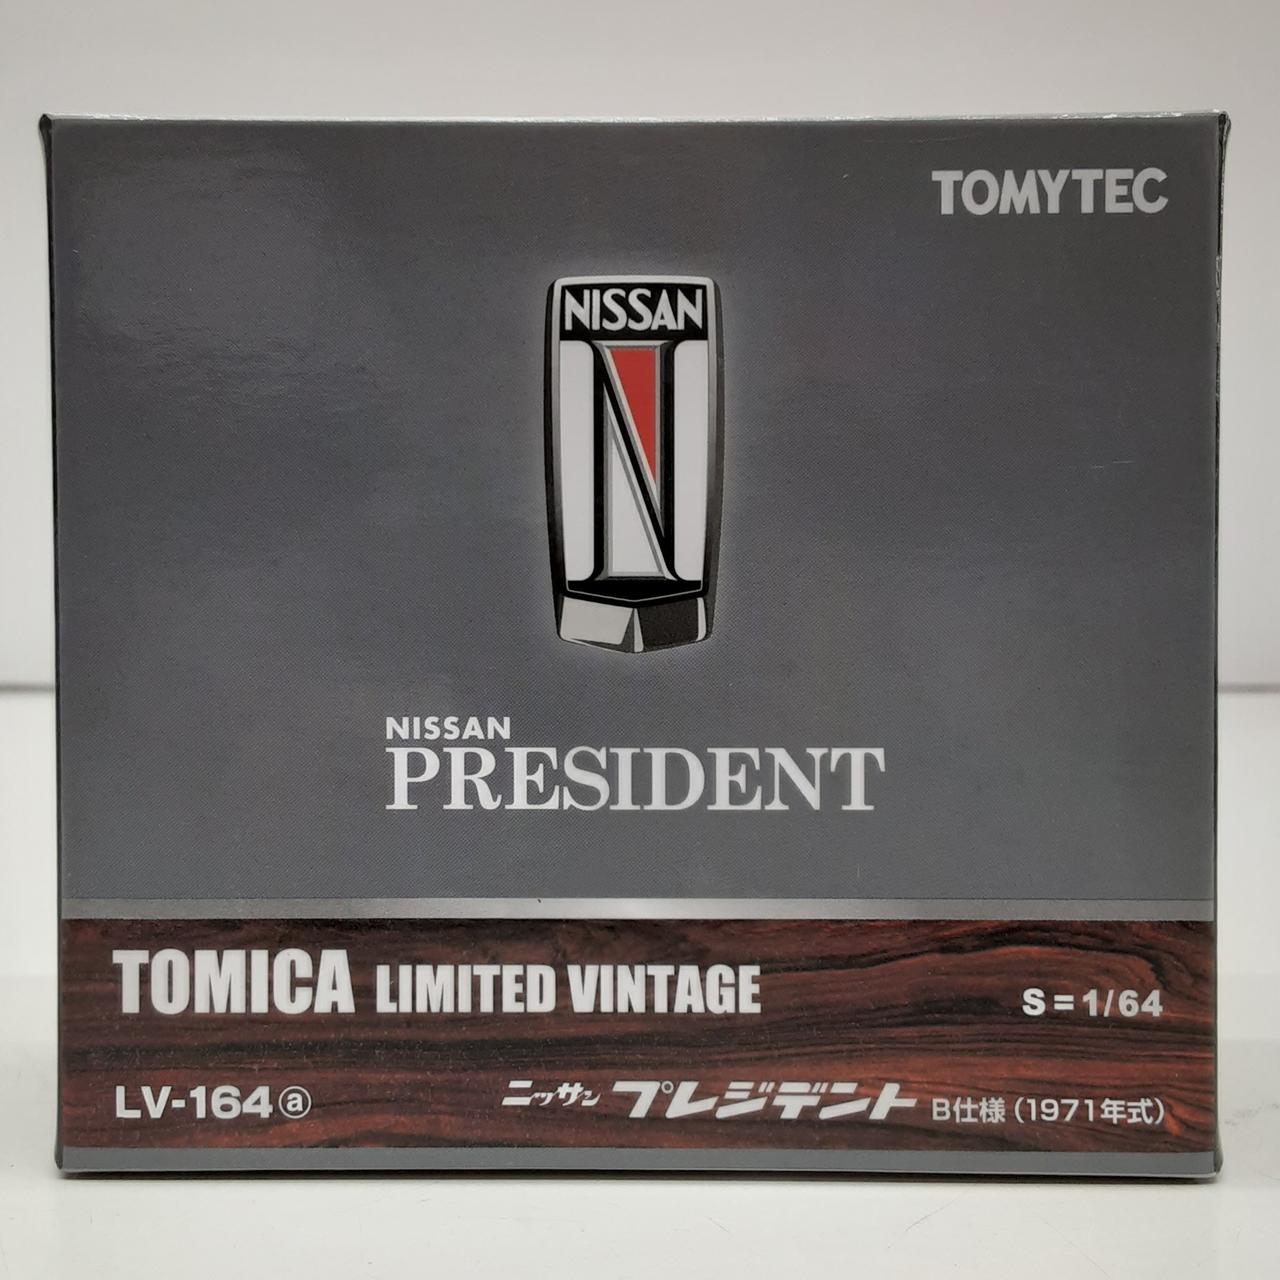 TOMYTEC
NISSAN
N
NISSAN
PRESIDENT
TOMICA LIMITED VINTAGE
S=1/64
LV-164ⓐ
ニッサン プレジデント B仕様(1971年式)